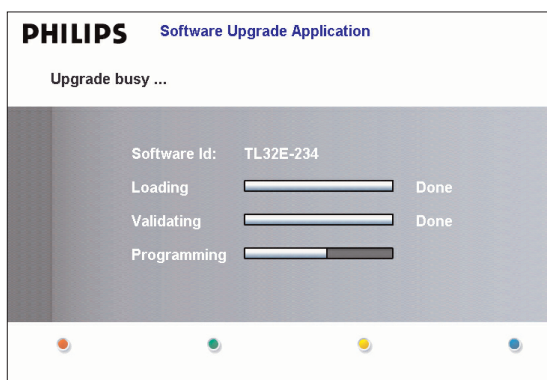 PHILIPS Software Upgrade Application
Upgrade busy ...
Software Id: TL32E-234
Loading Done
Validating Done
Programming